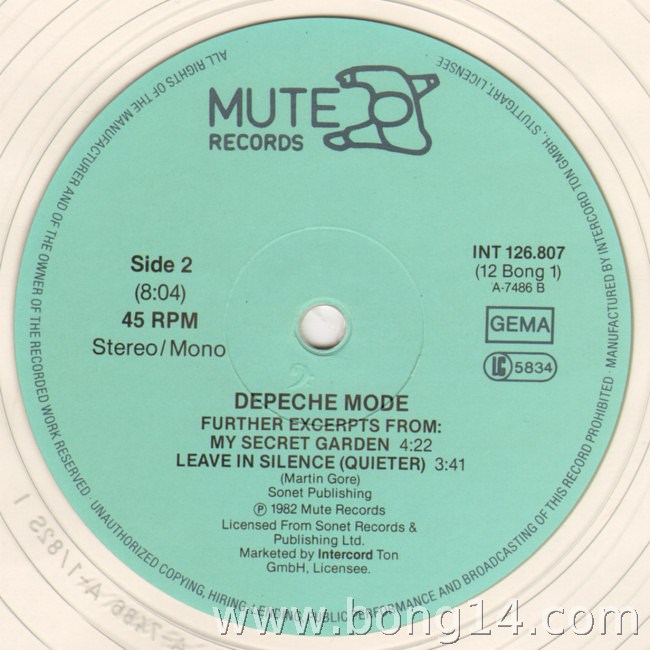 MUTE
RECORDS
Side 2
(8:04)
45 RPM
Stereo/Mono
INT 126.807
(12 Bong 1)
A-7486 B
GEMA
LC 5834
DEPECHE MODE
FURTHER EXCERPTS FROM:
MY SECRET GARDEN 4:22
LEAVE IN SILENCE (QUIETER) 3:41
(Martin Gore)
Sonet Publishing
℗ 1982 Mute Records
Licensed From Sonet Records &
Publishing Ltd.
Marketed by Intercord Ton
GmbH, Licensee.
ALL RIGHTS OF THE MANUFACTURER AND OF THE OWNER OF THE RECORDED WORK RESERVED · UNAUTHORIZED COPYING, HIRING, LENDING, PUBLIC PERFORMANCE AND BROADCASTING OF THIS RECORD PROHIBITED · MANUFACTURED BY INTERCORD TON GMBH., STUTTGART, LICENSEE
www.bong14.com